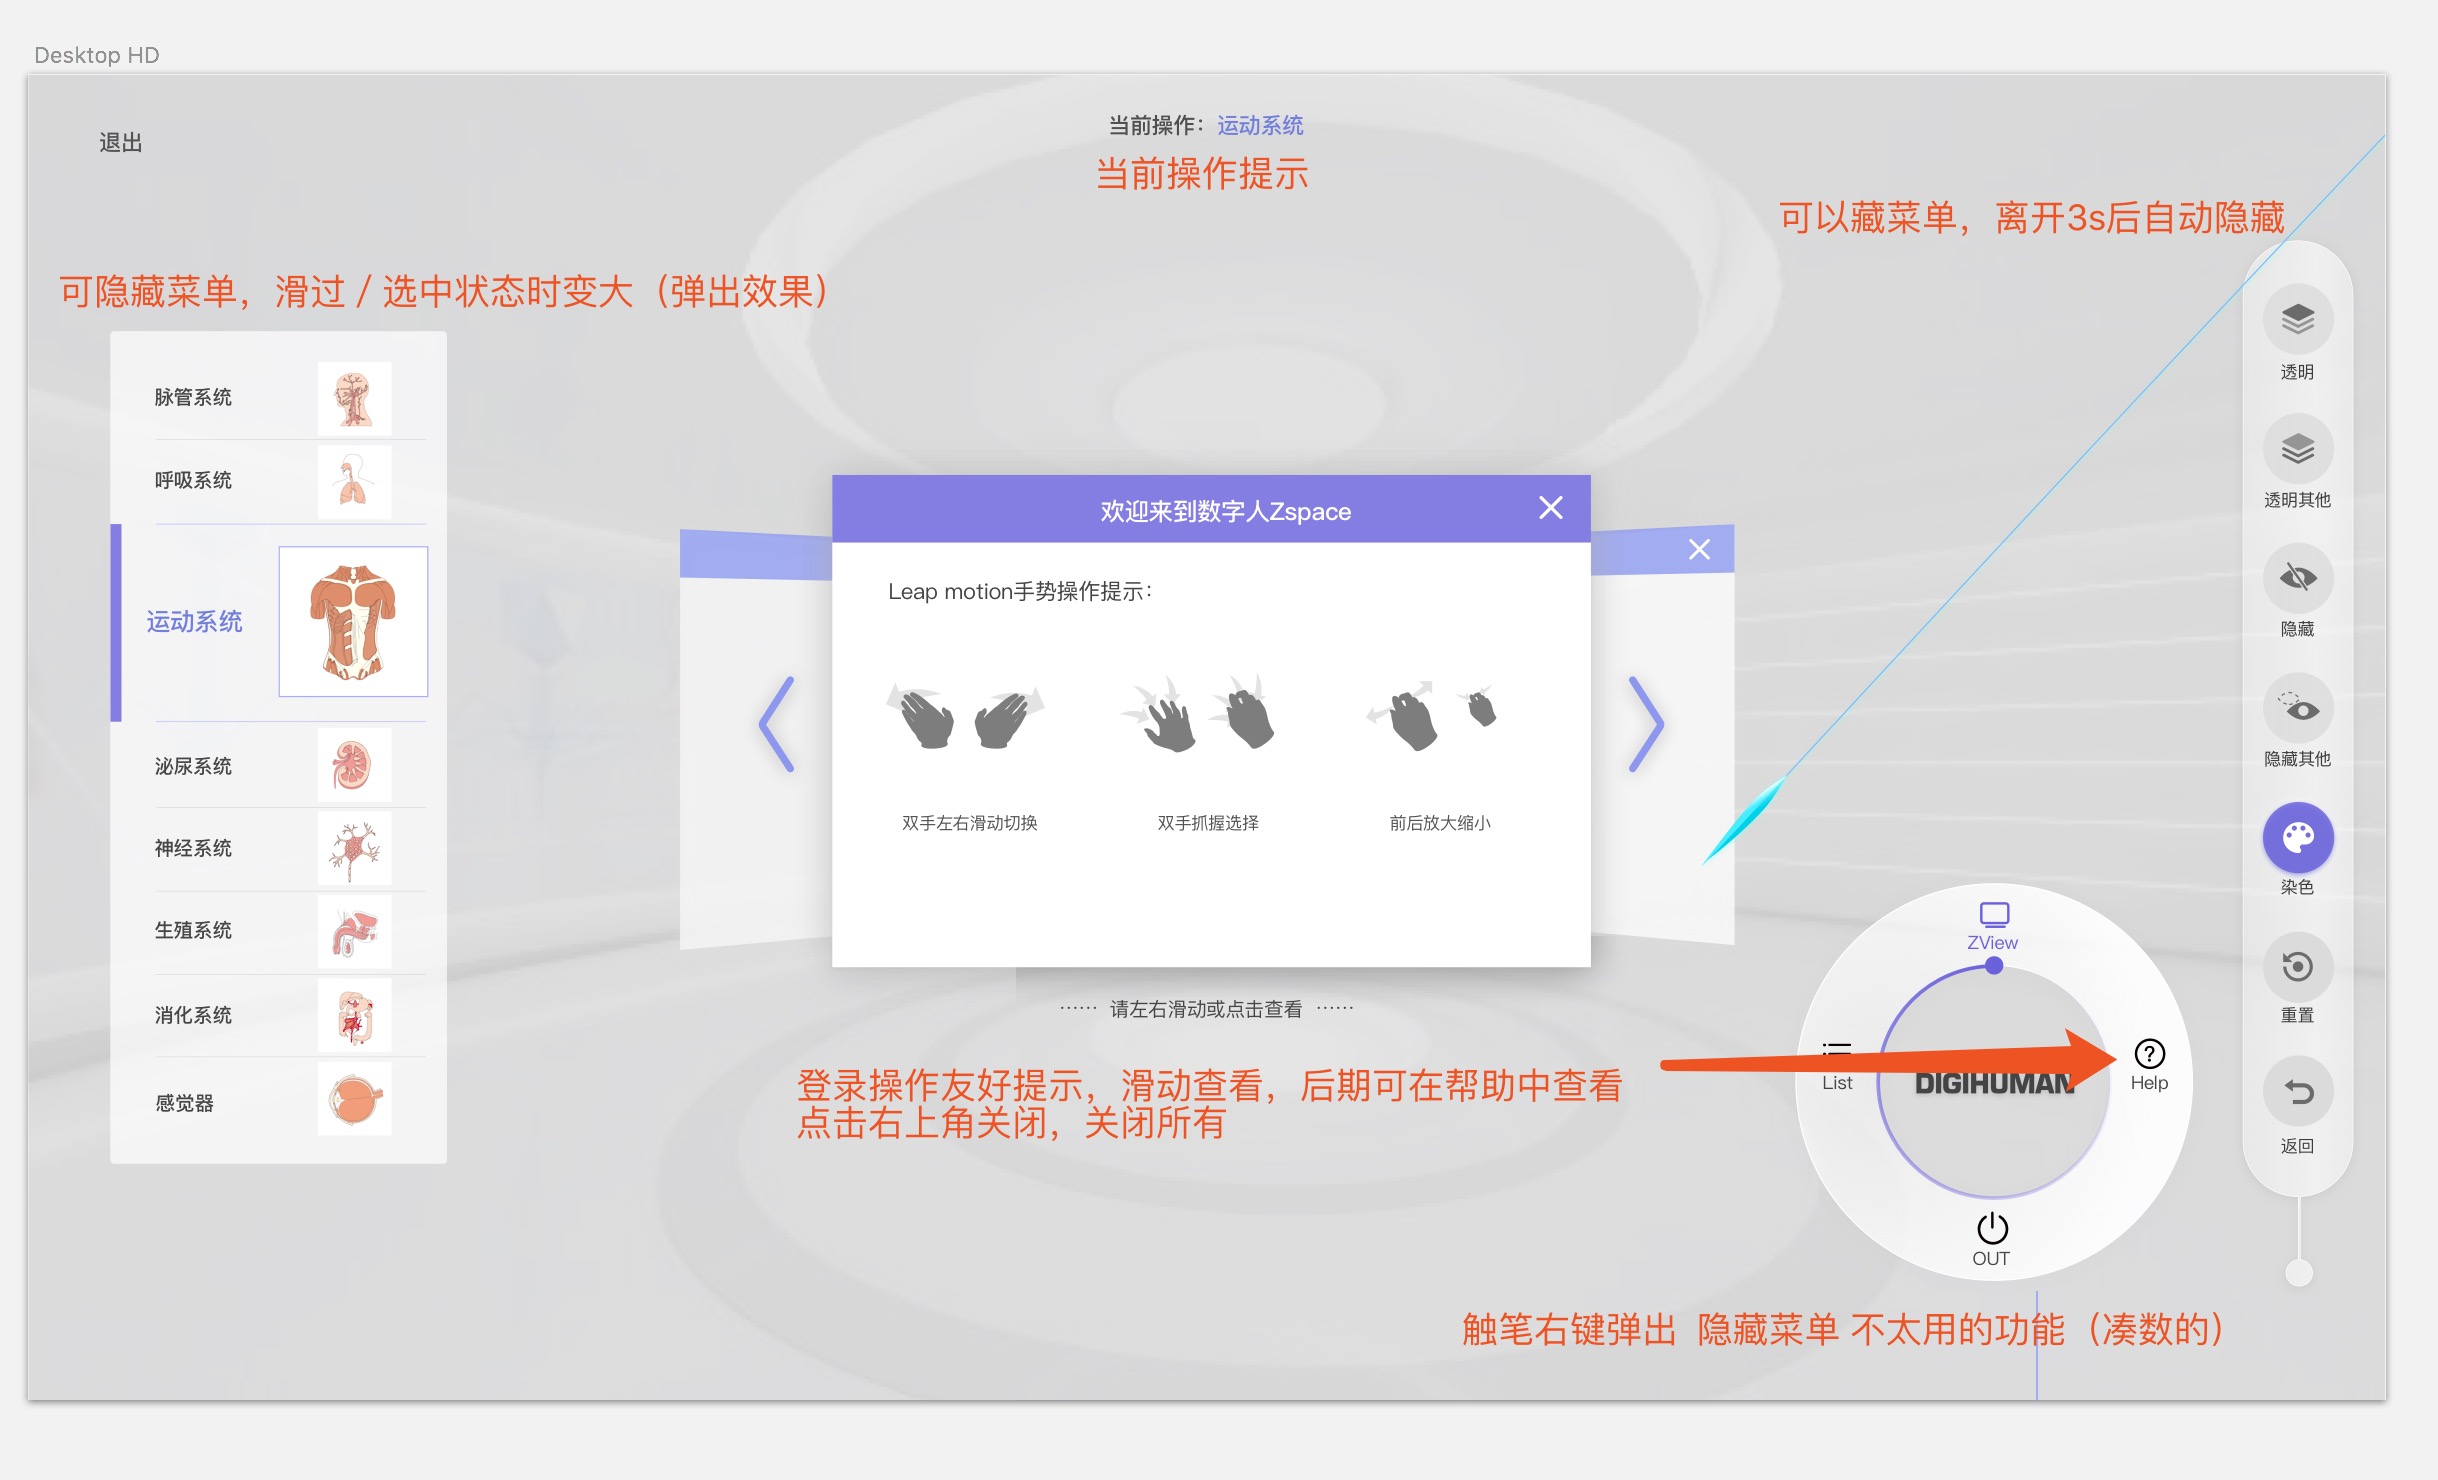 Desktop HD
退出
当前操作：运动系统
当前操作提示
可以藏菜单，离开3s后自动隐藏
可隐藏菜单，滑过 / 选中状态时变大（弹出效果）
脉管系统
呼吸系统
运动系统
泌尿系统
神经系统
生殖系统
消化系统
感觉器
欢迎来到数字人Zspace
Leap motion手势操作提示：
双手左右滑动切换
双手抓握选择
前后放大缩小
······ 请左右滑动或点击查看 ······
登录操作友好提示，滑动查看，后期可在帮助中查看
点击右上角关闭，关闭所有
ZView
List
DIGIHUMAN
Help
OUT
触笔右键弹出 隐藏菜单 不太用的功能（凑数的）
透明
透明其他
隐藏
隐藏其他
染色
重置
返回